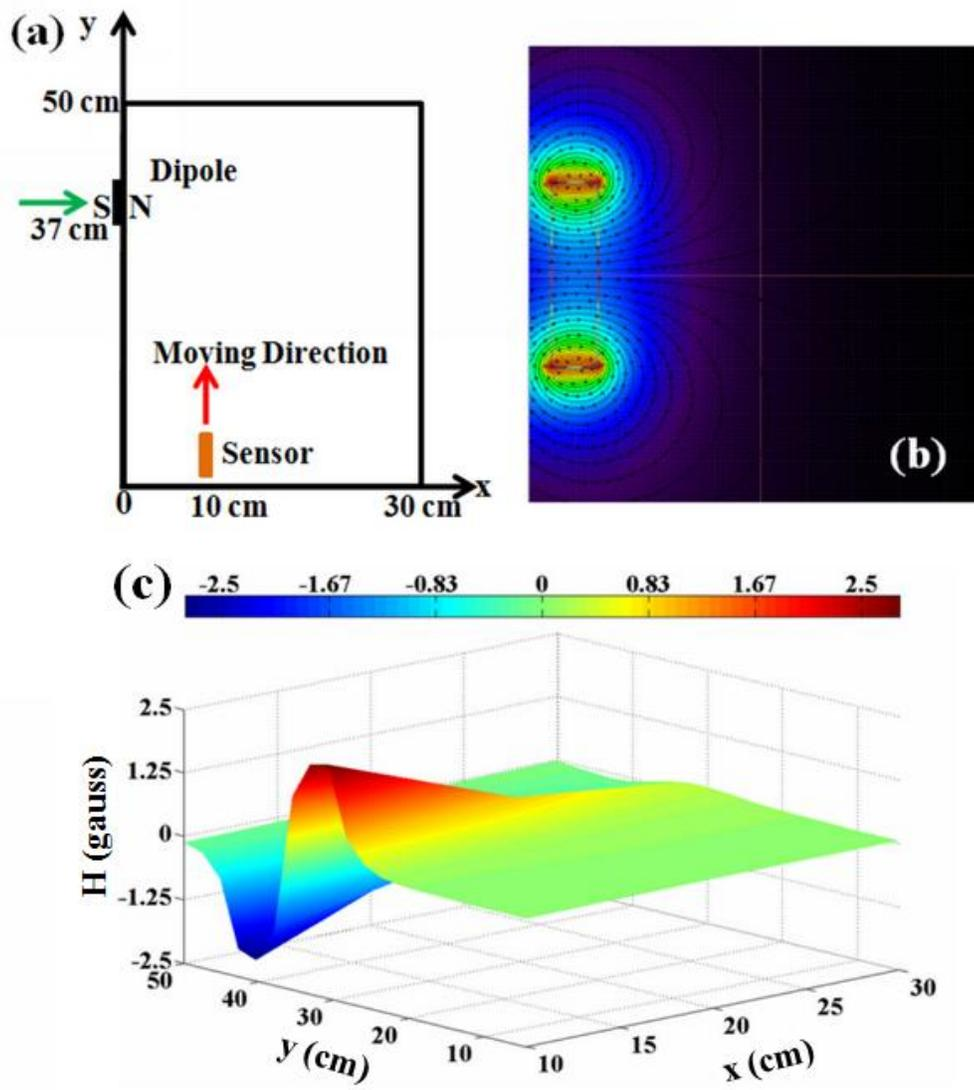 (a) y
50 cm
Dipole
S N
37 cm
Moving Direction
Sensor
x
0 10 cm 30 cm
(b)
(c)
-2.5 -1.67 -0.83 0 0.83 1.67 2.5
2.5
1.25
0
-1.25
-2.5
H (gauss)
50
40
30
20
10
y (cm)
10
15
20
25
30
x (cm)